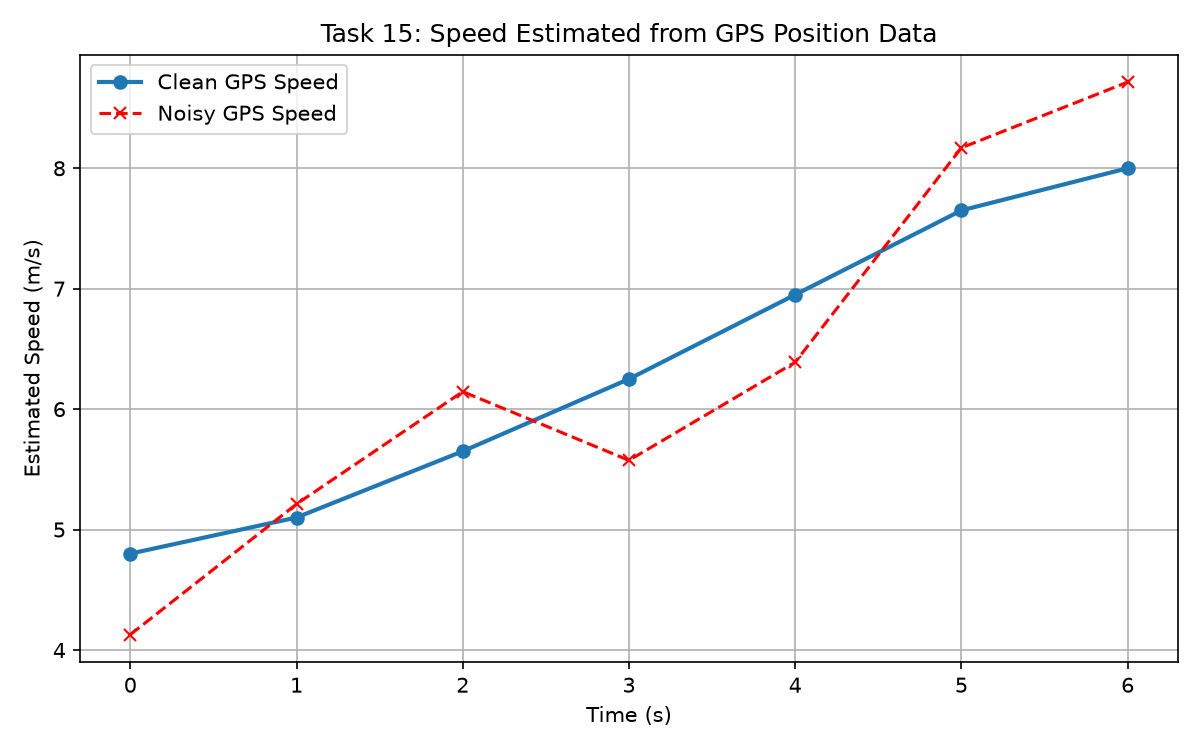 Task 15: Speed Estimated from GPS Position Data
Clean GPS Speed
Noisy GPS Speed
Estimated Speed (m/s)
8
7
6
5
4
0 1 2 3 4 5 6
Time (s)